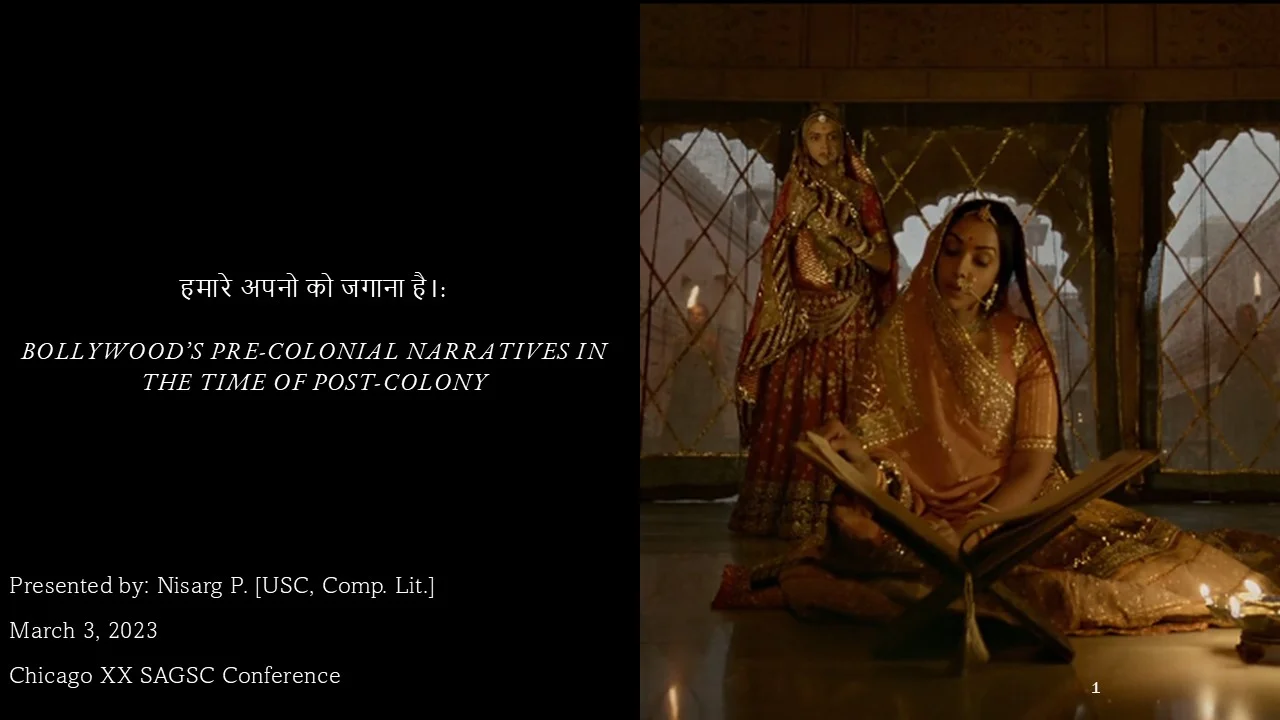 हमारे अपनो को जगाना है।:
BOLLYWOOD’S PRE-COLONIAL NARRATIVES IN
THE TIME OF POST-COLONY
Presented by: Nisarg P. [USC, Comp. Lit.]
March 3, 2023
Chicago XX SAGSC Conference
1